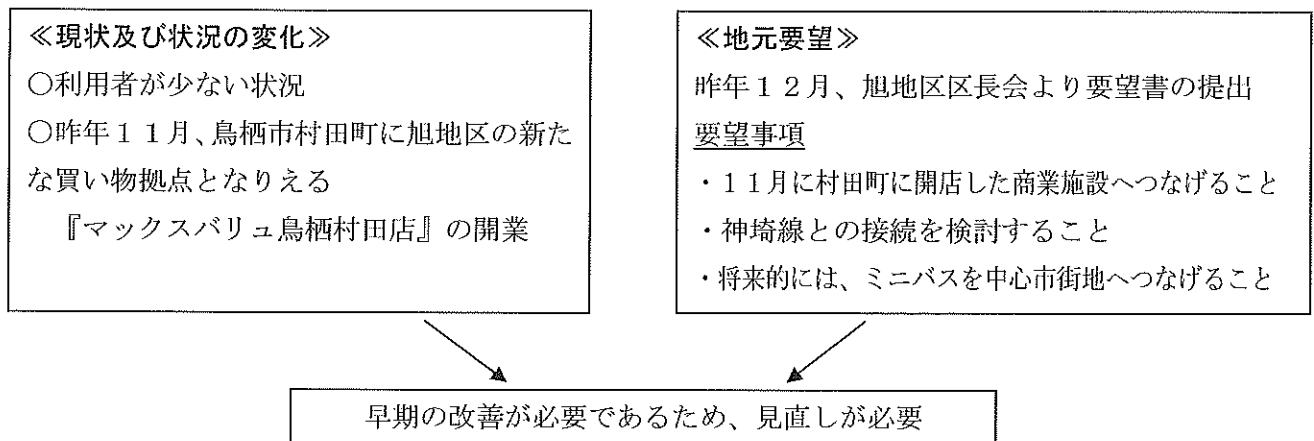 ≪現状及び状況の変化≫
○利用者が少ない状況
○昨年１１月、鳥栖市村田町に旭地区の新た
な買い物拠点となりえる
『マックスバリュ鳥栖村田店』の開業
≪地元要望≫
昨年１２月、旭地区区長会より要望書の提出
要望事項
・１１月に村田町に開店した商業施設へつなげること
・神埼線との接続を検討すること
・将来的には、ミニバスを中心市街地へつなげること
早期の改善が必要であるため、見直しが必要